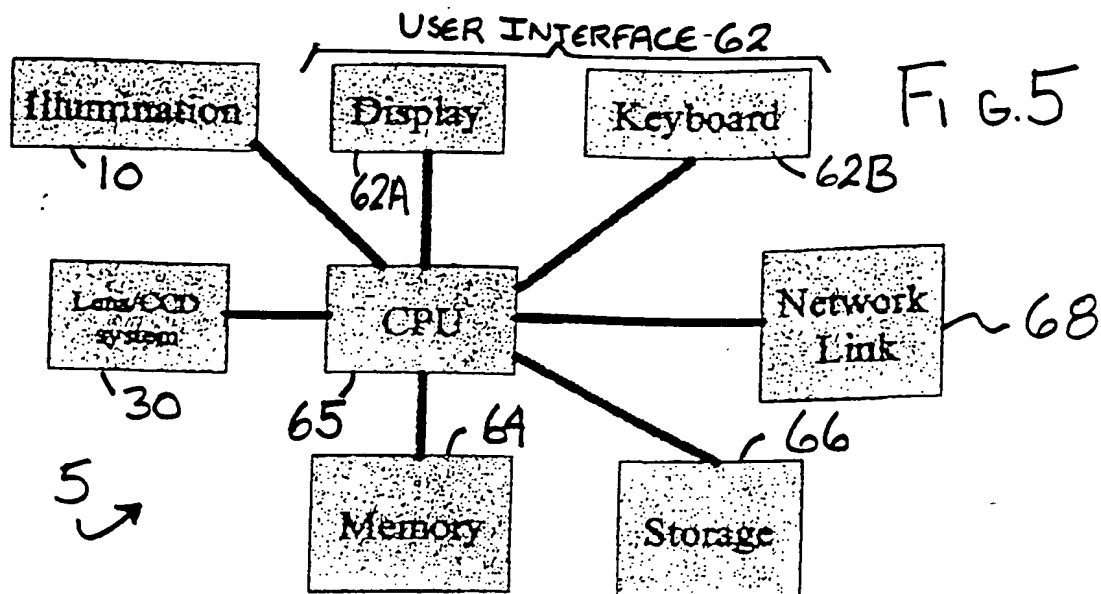 USER INTERFACE-62
FIG.5
Illumination
Display
Keyboard
10
62A
62B
Lens/CCD
system
CPU
Network
Link
68
30
65
64
66
5
Memory
Storage